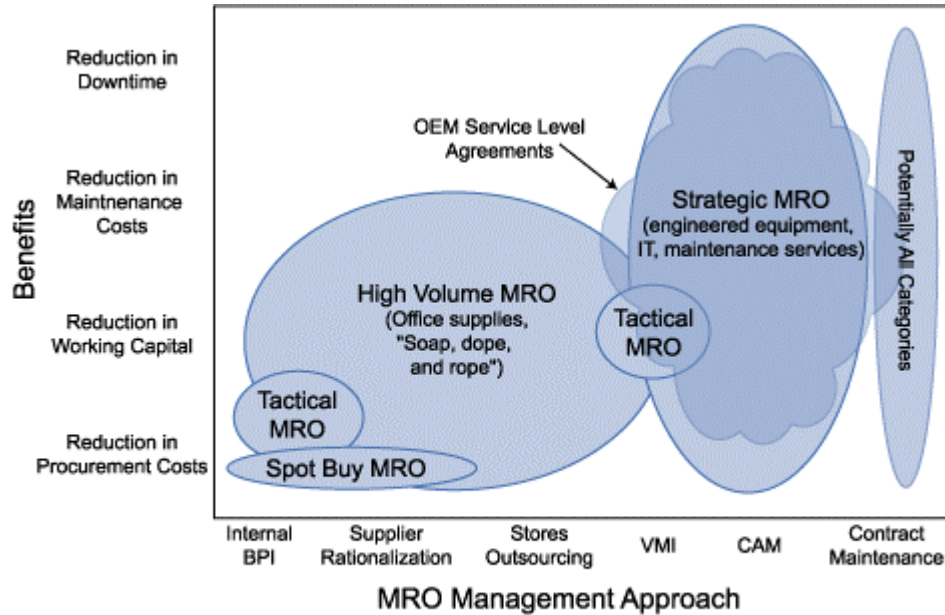 Reduction in
Downtime
OEM Service Level
Agreements
Reduction in
Maintnenance
Costs
Strategic MRO
(engineered equipment,
IT, maintenance services)
Potentially All Categories
Benefits
High Volume MRO
(Office supplies,
"Soap, dope,
and rope")
Reduction in
Working Capital
Tactical
MRO
Tactical
MRO
Reduction in
Procurement Costs
Spot Buy MRO
Internal
BPI
Supplier
Rationalization
Stores
Outsourcing
VMI
CAM
Contract
Maintenance
MRO Management Approach